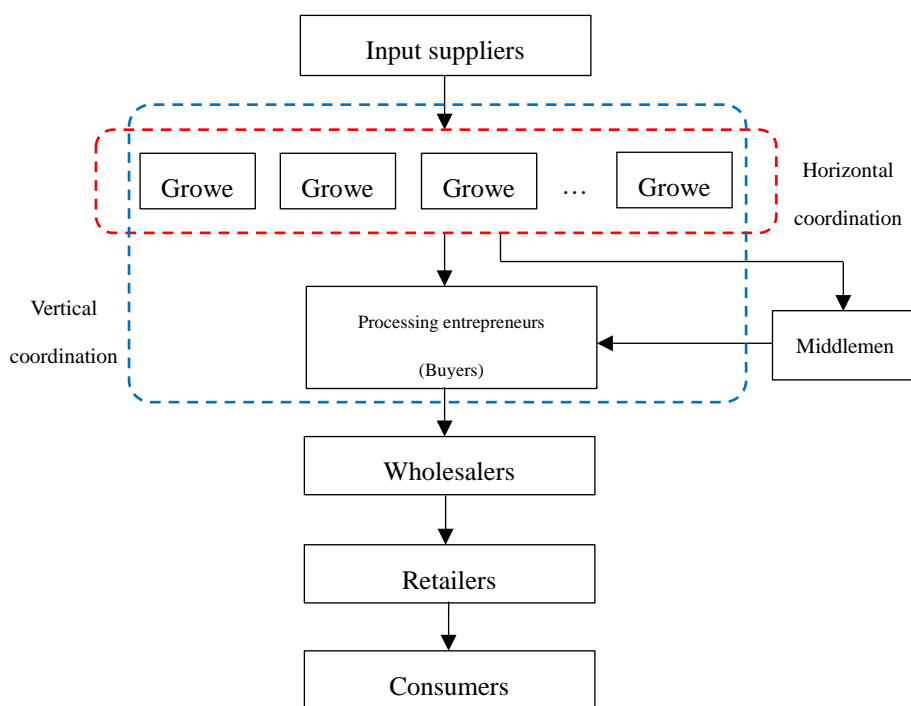 Input suppliers
Growe
Growe
Growe
…
Growe
Horizontal
coordination
Vertical
coordination
Processing entrepreneurs
(Buyers)
Middlemen
Wholesalers
Retailers
Consumers